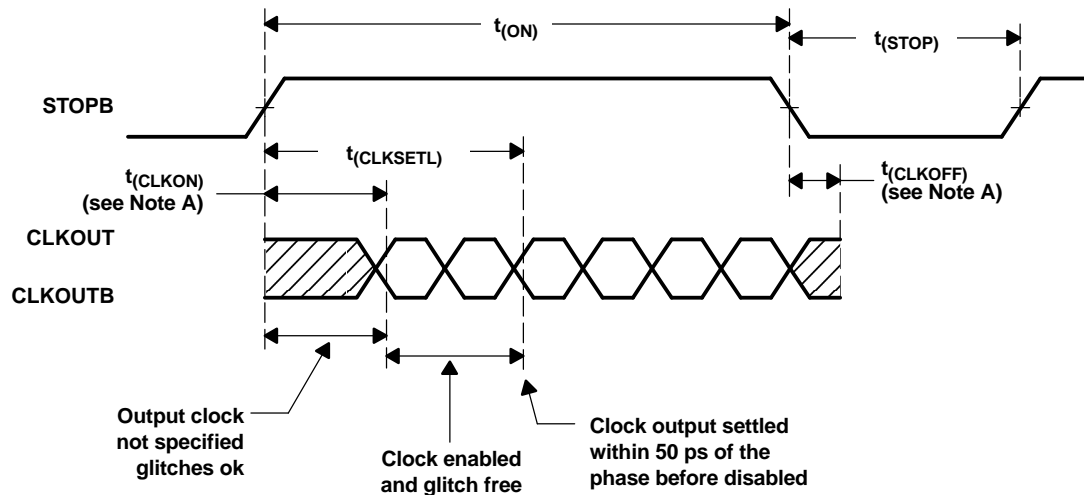 t(ON)
t(STOP)
STOPB
t(CLKSETL)
t(CLKON)
(see Note A)
t(CLKOFF)
(see Note A)
CLKOUT
CLKOUTB
Output clock
not specified
glitches ok
Clock enabled
and glitch free
Clock output settled
within 50 ps of the
phase before disabled